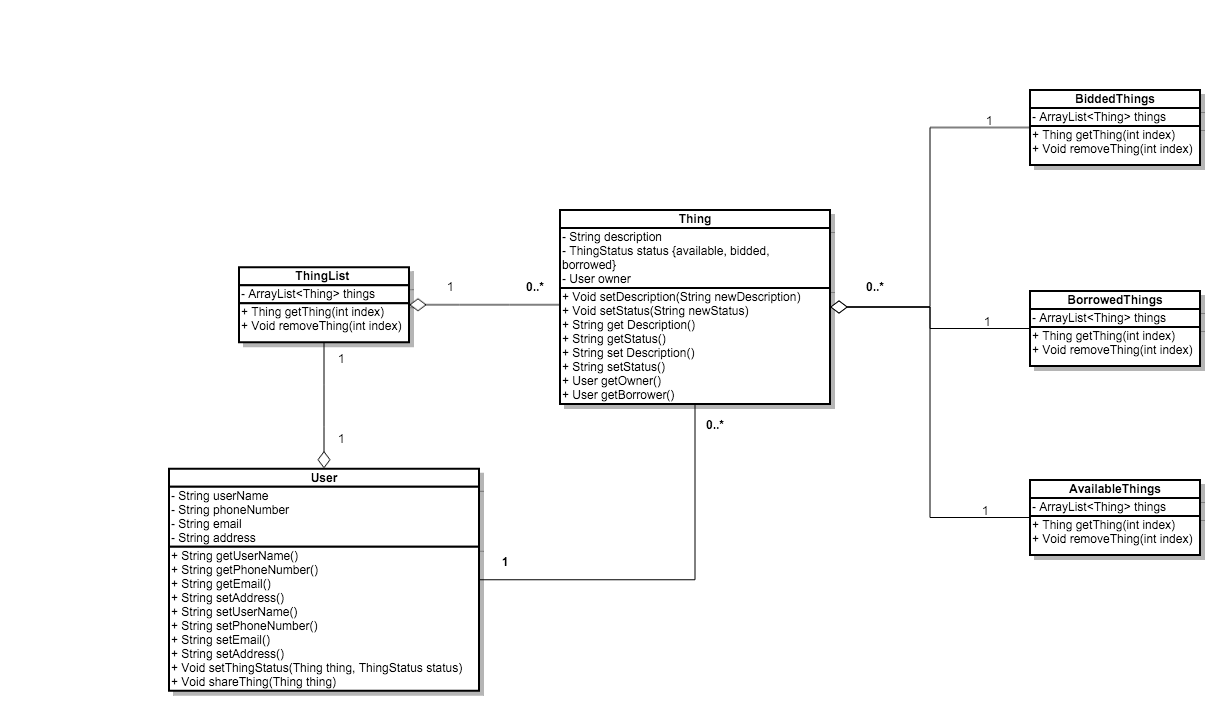 BiddedThings
- ArrayList<Thing> things
+ Thing getThing(int index)
+ Void removeThing(int index)
1
Thing
- String description
- ThingStatus status {available, bidded,
borrowed}
- User owner
+ Void setDescription(String newDescription)
+ Void setStatus(String newStatus)
+ String get Description()
+ String getStatus()
+ String set Description()
+ String setStatus()
+ User getOwner()
+ User getBorrower()
ThingList
- ArrayList<Thing> things
+ Thing getThing(int index)
+ Void removeThing(int index)
1
0..*
0..*
BorrowedThings
- ArrayList<Thing> things
+ Thing getThing(int index)
+ Void removeThing(int index)
1
1
1
0..*
User
- String userName
- String phoneNumber
- String email
- String address
+ String getUserName()
+ String getPhoneNumber()
+ String getEmail()
+ String setAddress()
+ String setUserName()
+ String setPhoneNumber()
+ String setEmail()
+ String setAddress()
+ Void setThingStatus(Thing thing, ThingStatus status)
+ Void shareThing(Thing thing)
1
AvailableThings
- ArrayList<Thing> things
+ Thing getThing(int index)
+ Void removeThing(int index)
1